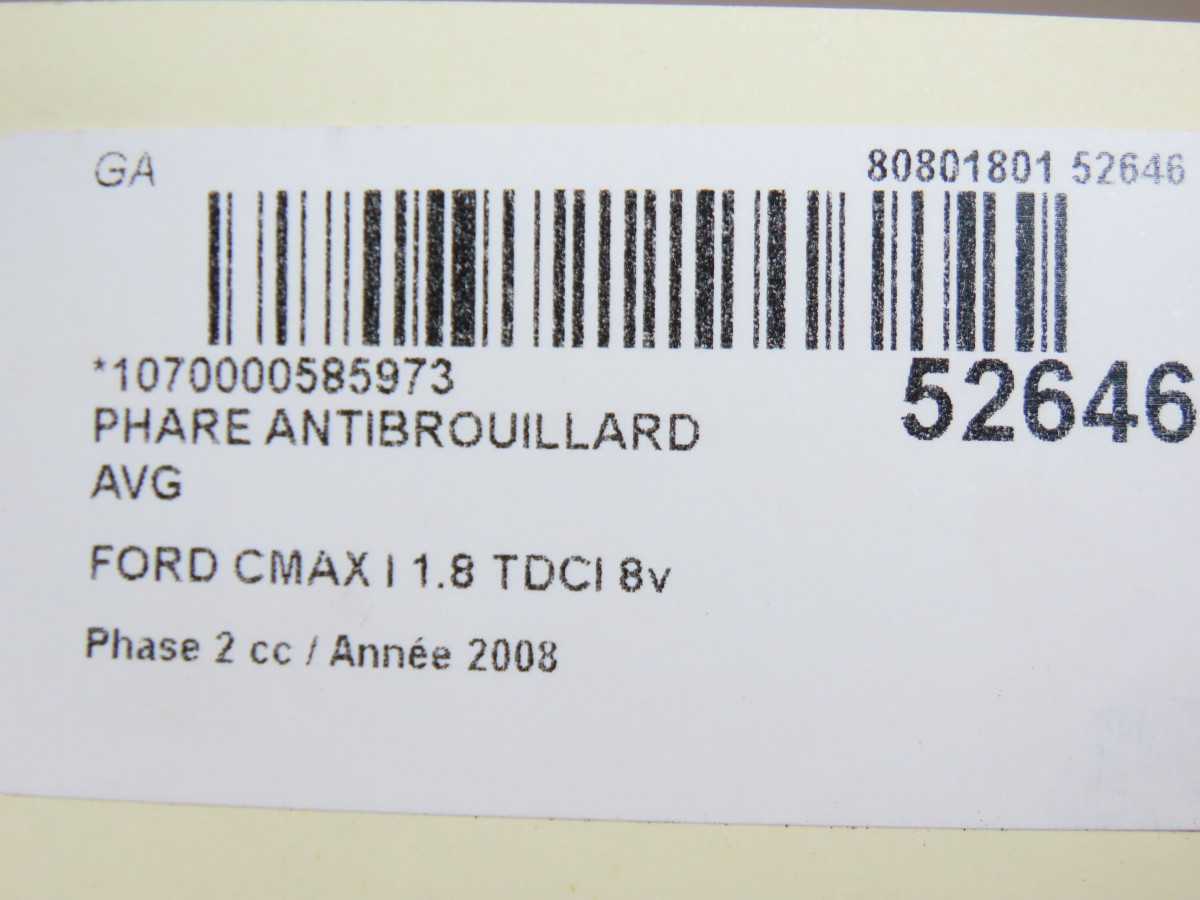 GA 80801801 52646
*1070000585973
52646
PHARE ANTIBROUILLARD
AVG
FORD CMAX I 1.8 TDCI 8v
Phase 2 cc / Année 2008